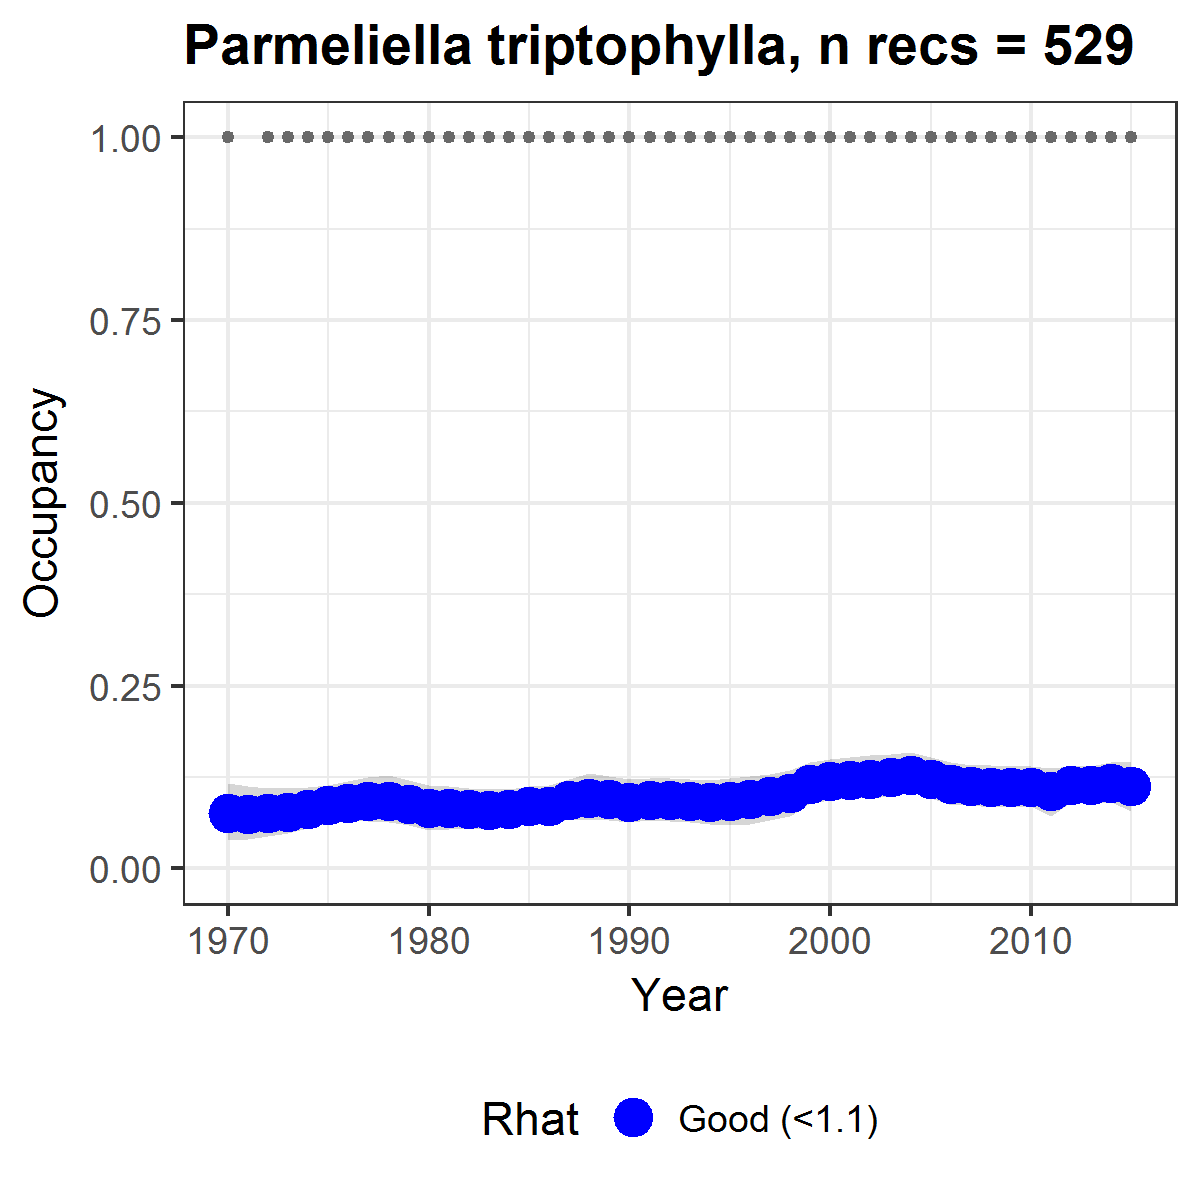 Parmeliella triptophylla, n recs = 529
1.00
0.75
0.50
0.25
0.00
Occupancy
1970 1980 1990 2000 2010
Year
Rhat Good (<1.1)